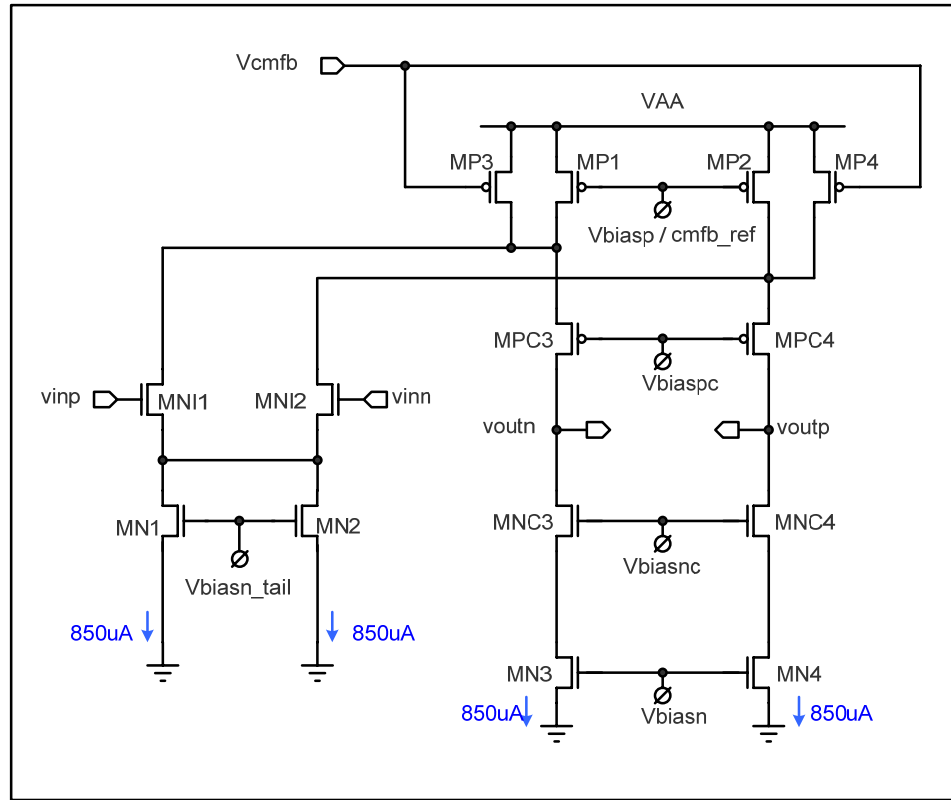 Vcmfb
VAA
MP3
MP1
MP2
MP4
Vbiasp / cmfb_ref
MPC3
MPC4
Vbiaspc
vinp
MNI1
MNI2
vinn
voutn
voutp
MN1
MN2
MNC3
MNC4
Vbiasn_tail
Vbiasnc
850uA
850uA
MN3
MN4
Vbiasn
850uA
850uA